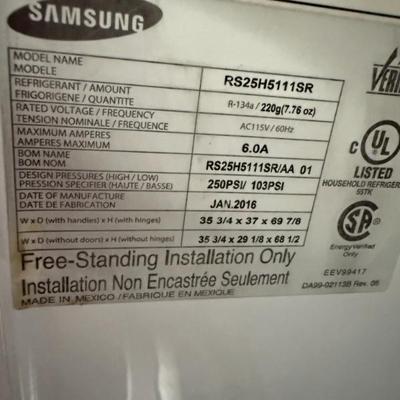 SAMSUNG
MODEL NAME
MODELE
RS25H5111SR
REFRIGERANT / AMOUNT
FRIGORIGENE / QUANTITE
R-134a / 220g(7.76 oz)
RATED VOLTAGE / FREQUENCY
TENSION NOMINALE / FREQUENCE
AC115V / 60Hz
MAXIMUM AMPERES
AMPERES MAXIMUM
6.0A
BOM NAME
BOM NOM
RS25H5111SR/AA 01
DESIGN PRESSURES (HIGH / LOW)
PRESSION SPECIFIER (HAUTE / BASSE)
250PSI/ 103PSI
DATE OF MANUFACTURE
DATE DE FABRICATION
JAN.2016
W x D (with handles) x H (with hinges)
35 3/4 x 37 x 69 7/8
W x D (without doors) x H (without hinges)
35 3/4 x 29 1/8 x 68 1/2
Free-Standing Installation Only
Installation Non Encastrée Seulement
MADE IN MEXICO / FABRIQUE EN MEXIQUE
C UL
LISTED
HOUSEHOLD REFRIGER
55TK
SA
Energy Verified
Only
EEV99417
DA99-02113B Rev. 06